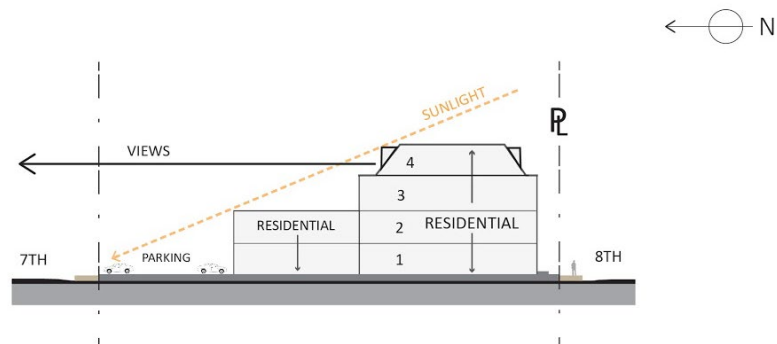 N
SUNLIGHT
PL
VIEWS
4
3
RESIDENTIAL
2
RESIDENTIAL
7TH
PARKING
1
8TH